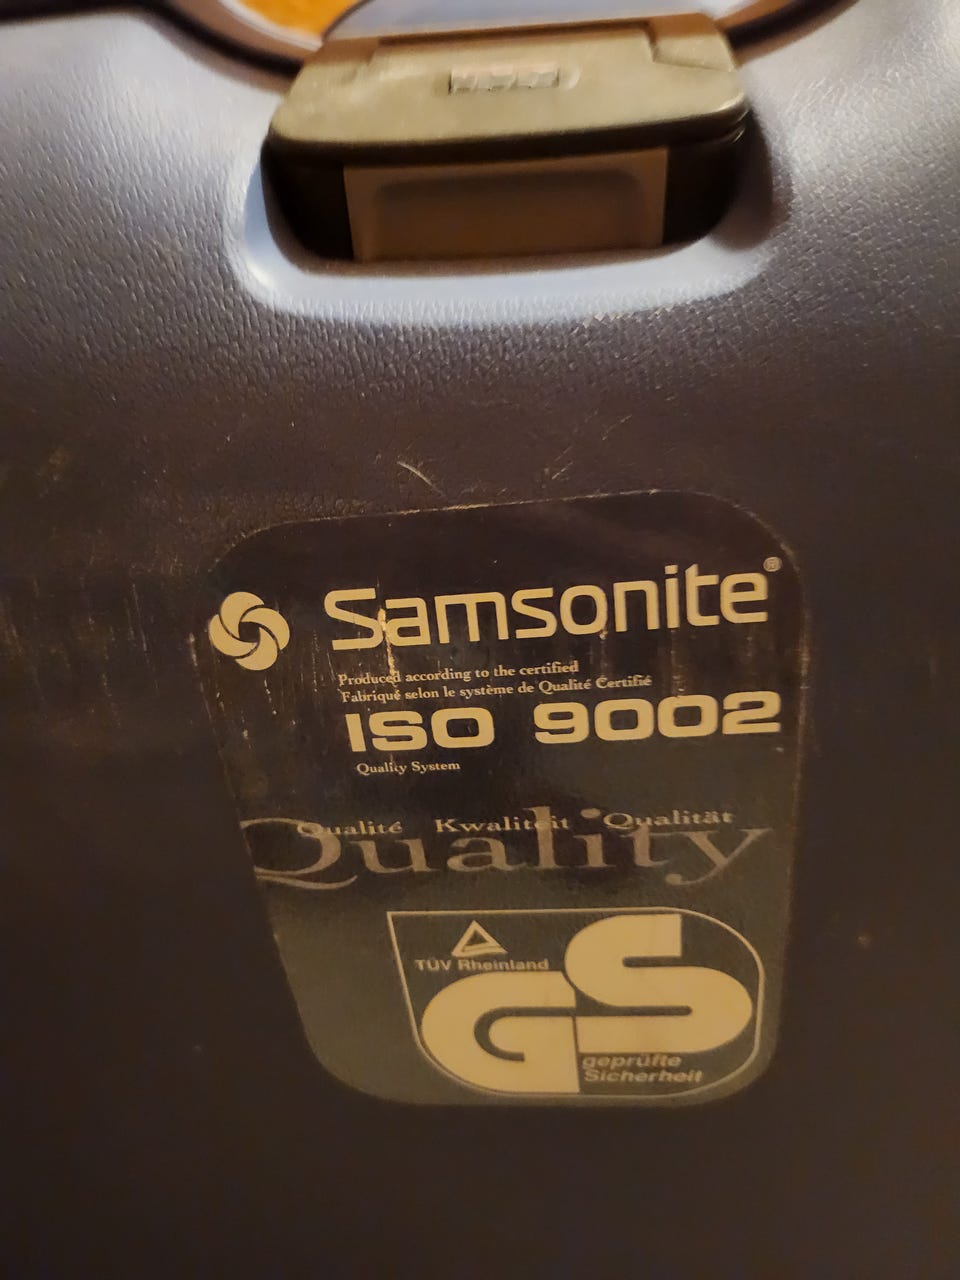 Samsonite®
Produced according to the certified
Fabriqué selon le système de Qualité Certifié
ISO 9002
Quality System
Qualité Kwaliteit Qualität
Quality
TÜV Rheinland
GS
geprüfte
Sicherheit